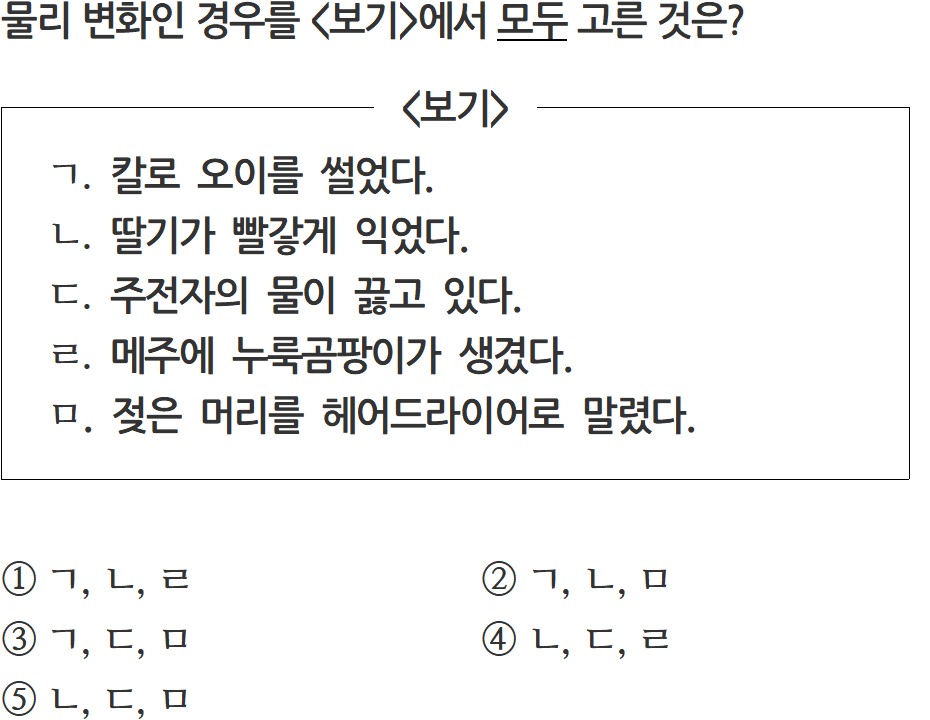 물리 변화인 경우를 <보기>에서 모두 고른 것은?
<보기>
ㄱ. 칼로 오이를 썰었다.
ㄴ. 딸기가 빨갛게 익었다.
ㄷ. 주전자의 물이 끓고 있다.
ㄹ. 메주에 누룩곰팡이가 생겼다.
ㅁ. 젖은 머리를 헤어드라이어로 말렸다.
① ㄱ, ㄴ, ㄹ ② ㄱ, ㄴ, ㅁ
③ ㄱ, ㄷ, ㅁ ④ ㄴ, ㄷ, ㄹ
⑤ ㄴ, ㄷ, ㅁ